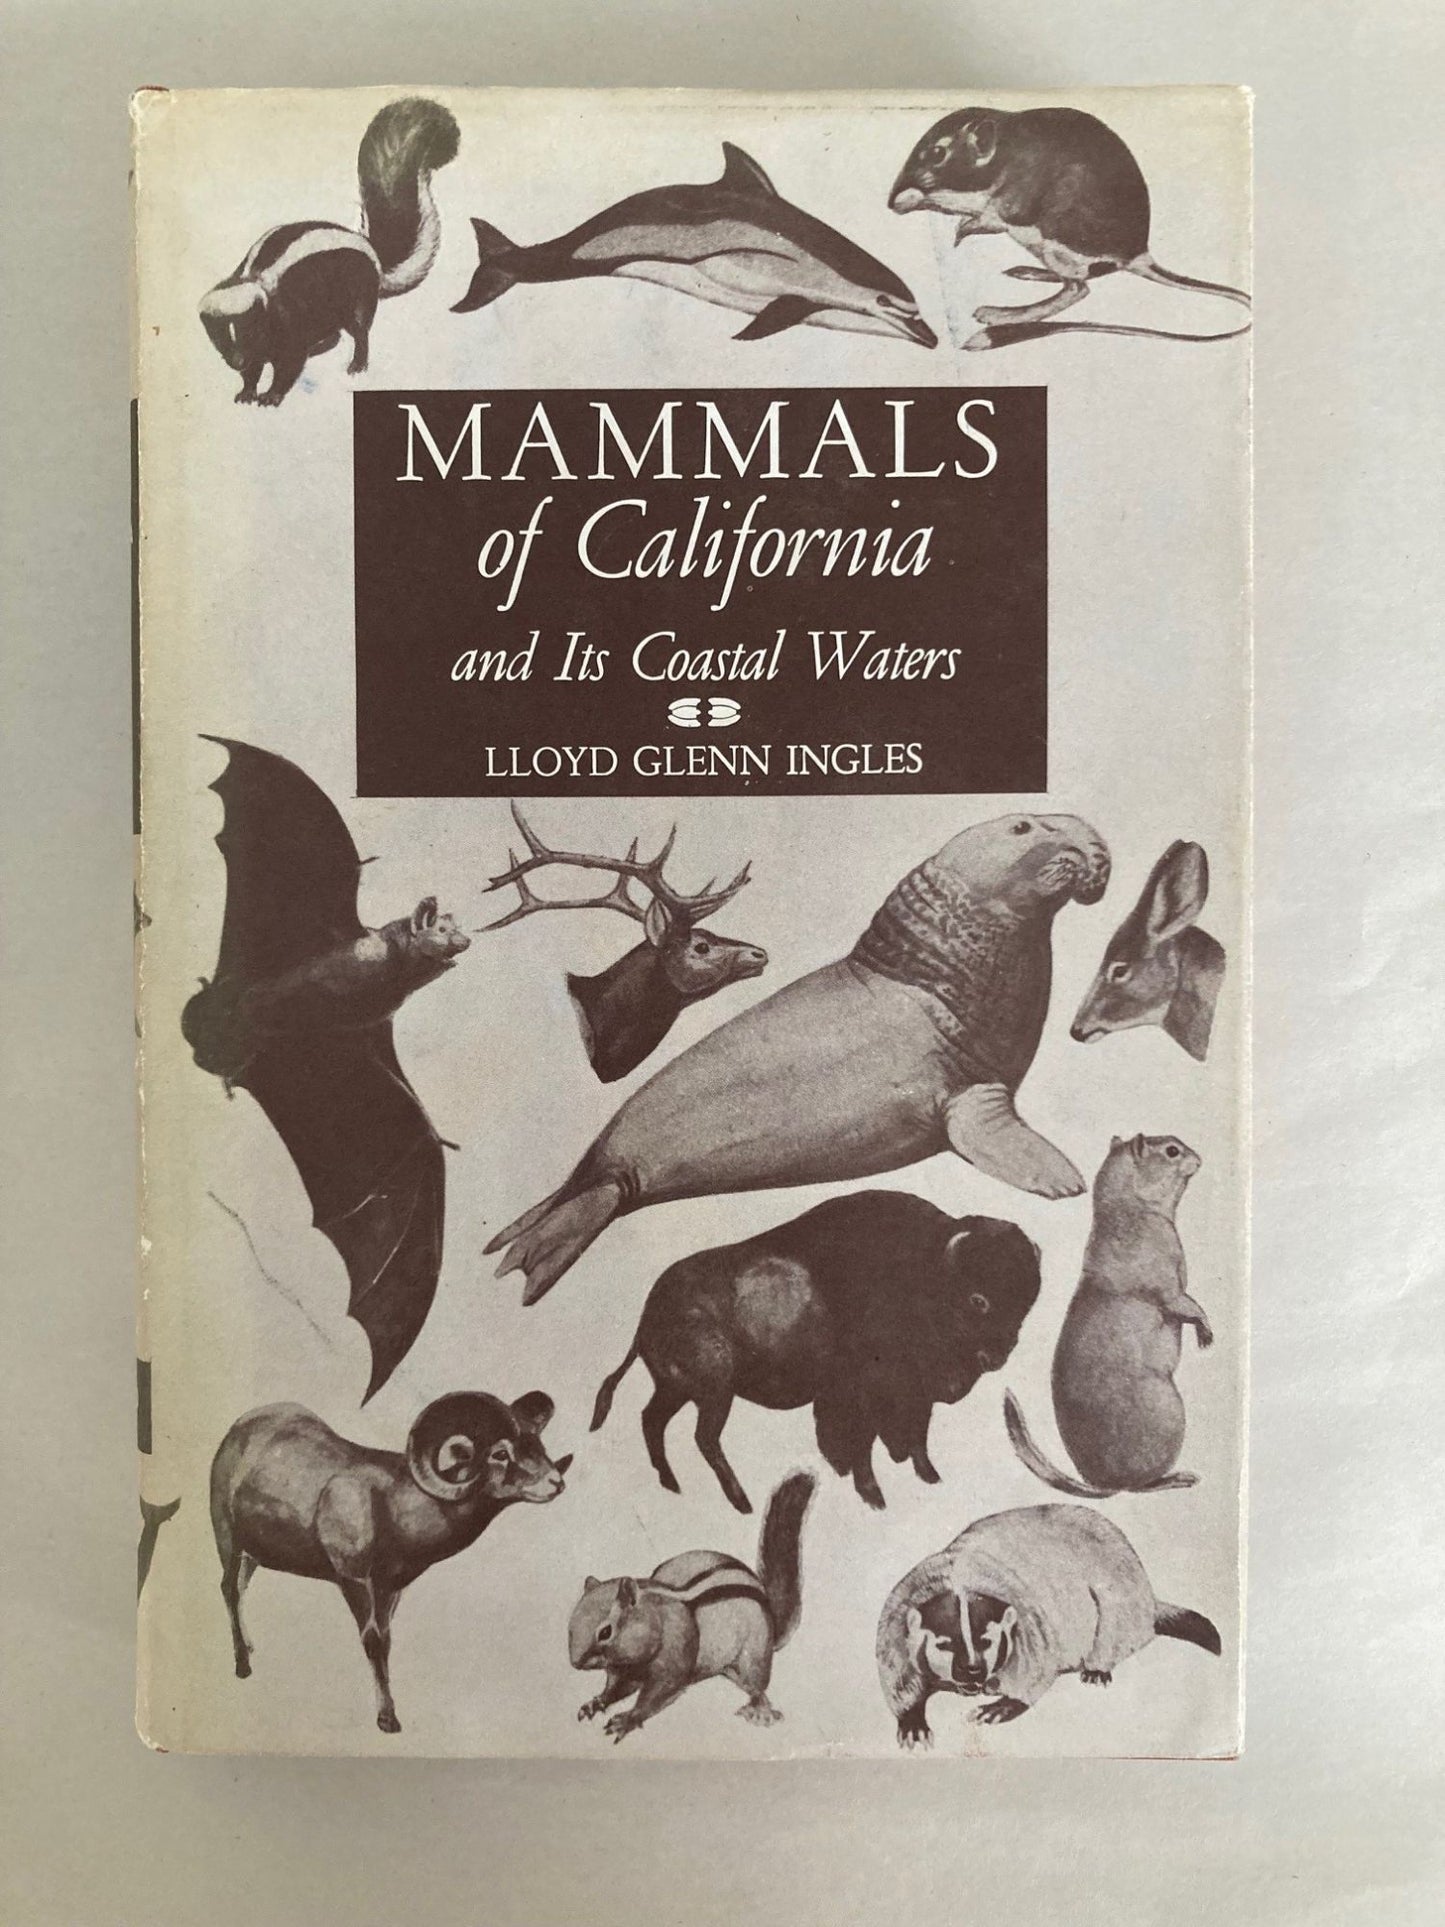 MAMMALS
of California
and Its Coastal Waters
LLOYD GLENN INGLES